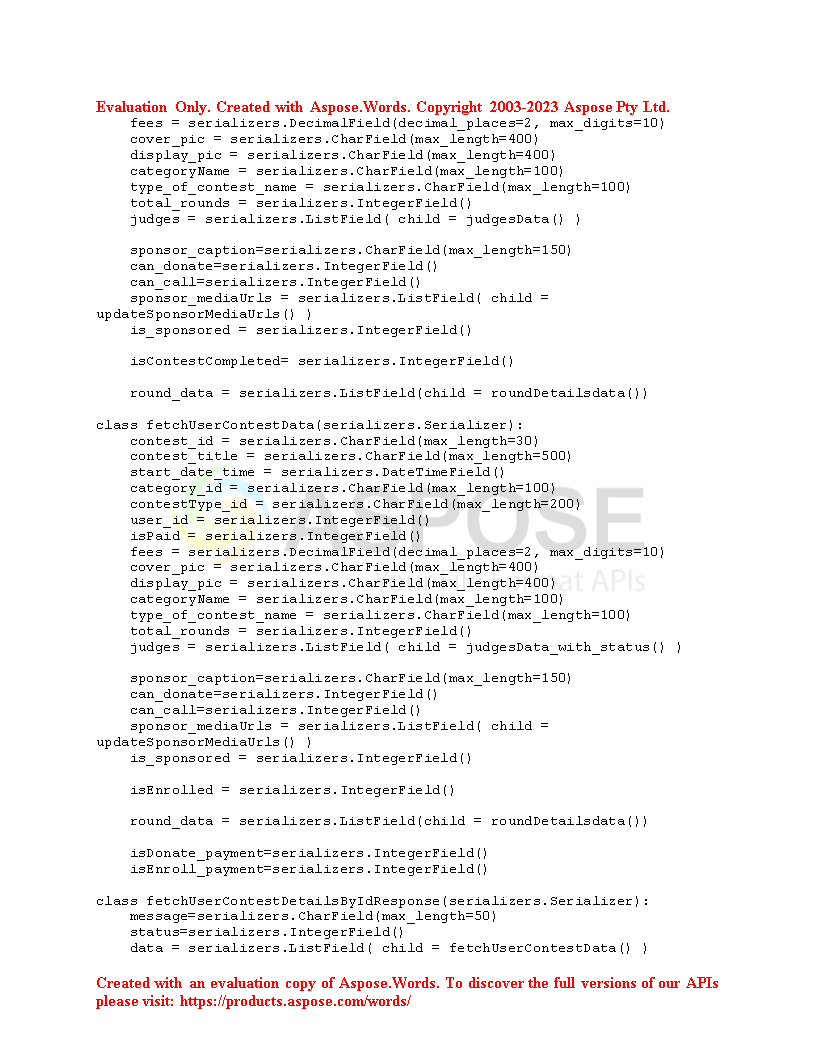 Evaluation Only. Created with Aspose.Words. Copyright 2003-2023 Aspose Pty Ltd.
    fees = serializers.DecimalField(decimal_places=2, max_digits=10)
    cover_pic = serializers.CharField(max_length=400)
    display_pic = serializers.CharField(max_length=400)
    categoryName = serializers.CharField(max_length=100)
    type_of_contest_name = serializers.CharField(max_length=100)
    total_rounds = serializers.IntegerField()
    judges = serializers.ListField( child = judgesData() )

    sponsor_caption=serializers.CharField(max_length=150)
    can_donate=serializers.IntegerField()
    can_call=serializers.IntegerField()
    sponsor_mediaUrls = serializers.ListField( child =
updateSponsorMediaUrls() )
    is_sponsored = serializers.IntegerField()

    isContestCompleted= serializers.IntegerField()

    round_data = serializers.ListField(child = roundDetailsdata())

class fetchUserContestData(serializers.Serializer):
    contest_id = serializers.CharField(max_length=30)
    contest_title = serializers.CharField(max_length=500)
    start_date_time = serializers.DateTimeField()
    category_id = serializers.CharField(max_length=100)
    contestType_id = serializers.CharField(max_length=200)
    user_id = serializers.IntegerField()
    isPaid = serializers.IntegerField()
    fees = serializers.DecimalField(decimal_places=2, max_digits=10)
    cover_pic = serializers.CharField(max_length=400)
    display_pic = serializers.CharField(max_length=400)
    categoryName = serializers.CharField(max_length=100)
    type_of_contest_name = serializers.CharField(max_length=100)
    total_rounds = serializers.IntegerField()
    judges = serializers.ListField( child = judgesData_with_status() )

    sponsor_caption=serializers.CharField(max_length=150)
    can_donate=serializers.IntegerField()
    can_call=serializers.IntegerField()
    sponsor_mediaUrls = serializers.ListField( child =
updateSponsorMediaUrls() )
    is_sponsored = serializers.IntegerField()

    isEnrolled = serializers.IntegerField()

    round_data = serializers.ListField(child = roundDetailsdata())

    isDonate_payment=serializers.IntegerField()
    isEnroll_payment=serializers.IntegerField()

class fetchUserContestDetailsByIdResponse(serializers.Serializer):
    message=serializers.CharField(max_length=50)
    status=serializers.IntegerField()
    data = serializers.ListField( child = fetchUserContestData() )

Created with an evaluation copy of Aspose.Words. To discover the full versions of our APIs
please visit: https://products.aspose.com/words/
ASPOSE
APIs